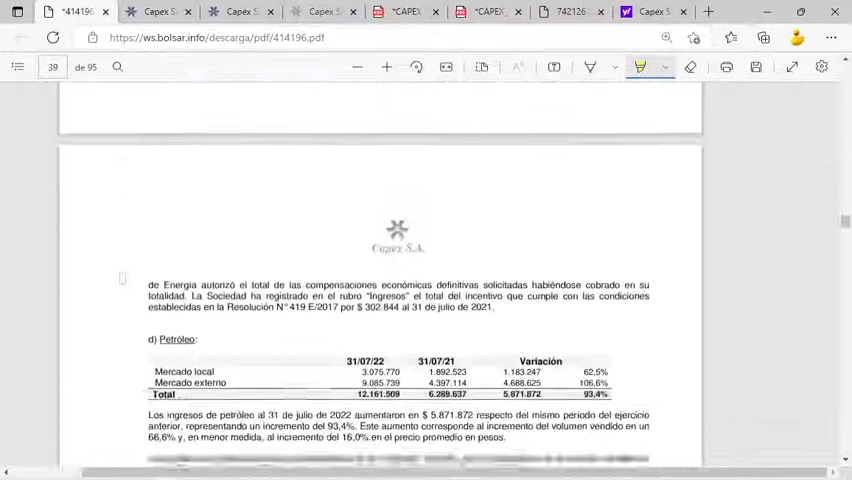 *414196
Capex S
Capex S
Capex S
*CAPEX
*CAPEX
742126
Capex S
https://ws.bolsar.info/descarga/pdf/414196.pdf
39
de 95
Capex S.A.
de Energía autorizó el total de las compensaciones económicas definitivas solicitadas habiéndose cobrado en su
totalidad. La Sociedad ha registrado en el rubro "Ingresos" el total del incentivo que cumple con las condiciones
establecidas en la Resolución N° 419 E/2017 por $ 302.844 al 31 de julio de 2021.
d) Petróleo:
31/07/22 31/07/21 Variación
Mercado local 3.075.770 1.892.523 1.183.247 62,5%
Mercado externo 9.085.739 4.397.114 4.688.625 106,6%
Total 12.161.509 6.289.637 5.871.872 93,4%
Los ingresos de petróleo al 31 de julio de 2022 aumentaron en $ 5.871.872 respecto del mismo período del ejercicio
anterior, representando un incremento del 93,4%. Este aumento corresponde al incremento del volumen vendido en un
66,6% y, en menor medida, al incremento del 16,0% en el precio promedio en pesos.